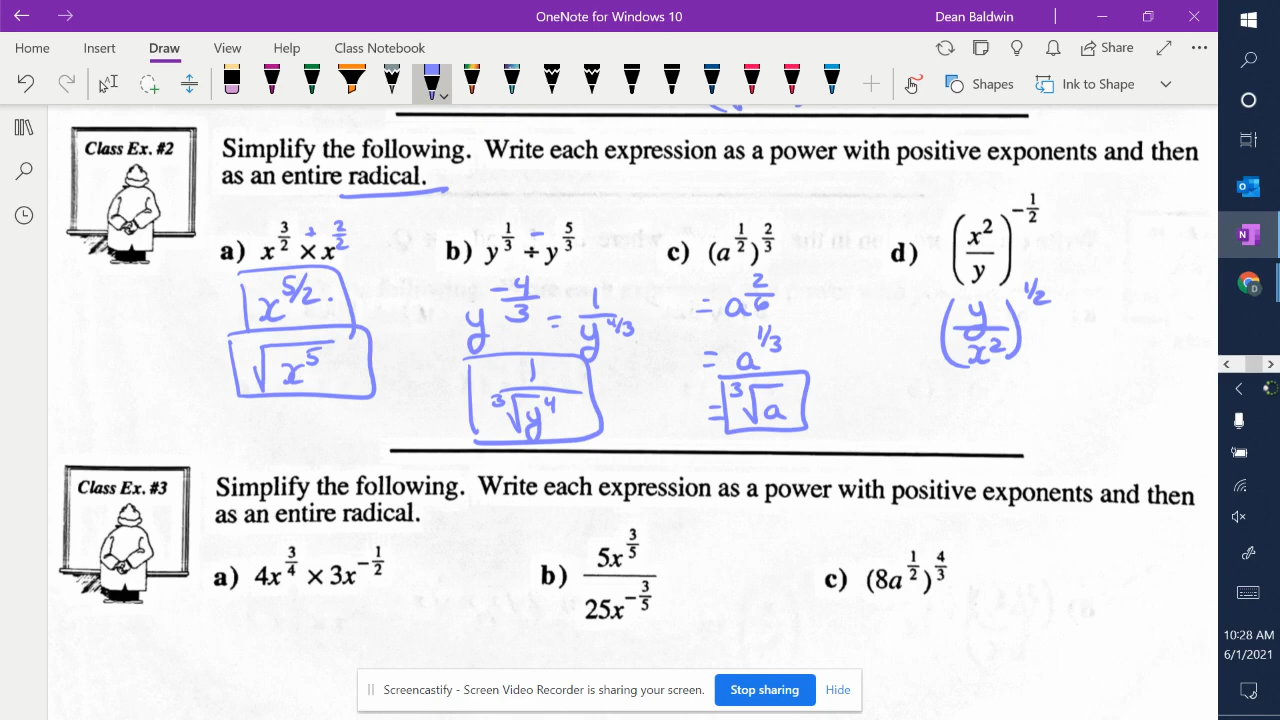 OneNote for Windows 10
Dean Baldwin
Home Insert Draw View Help Class Notebook
Share
Shapes
Ink to Shape
Class Ex. #2
Simplify the following. Write each expression as a power with positive exponents and then
as an entire radical.
a) x^(3/2) + × x^(2/2)
b) y^(1/3) − ÷ y^(5/3)
c) (a^(1/2))^(2/3)
d) (x²/y)^(−1/2)
x^(5/2).
√x⁵
y^(−4/3) = 1/y^(4/3)
1/³√y⁴
= a^(2/6)
= a^(1/3)
= ³√a
(y/x²)^(1/2)
Class Ex. #3
Simplify the following. Write each expression as a power with positive exponents and then
as an entire radical.
a) 4x^(3/4) × 3x^(−1/2)
b) 5x^(3/5)/25x^(−3/5)
c) (8a^(1/2))^(4/3)
Screencastify - Screen Video Recorder is sharing your screen.
Stop sharing
Hide
10:28 AM
6/1/2021